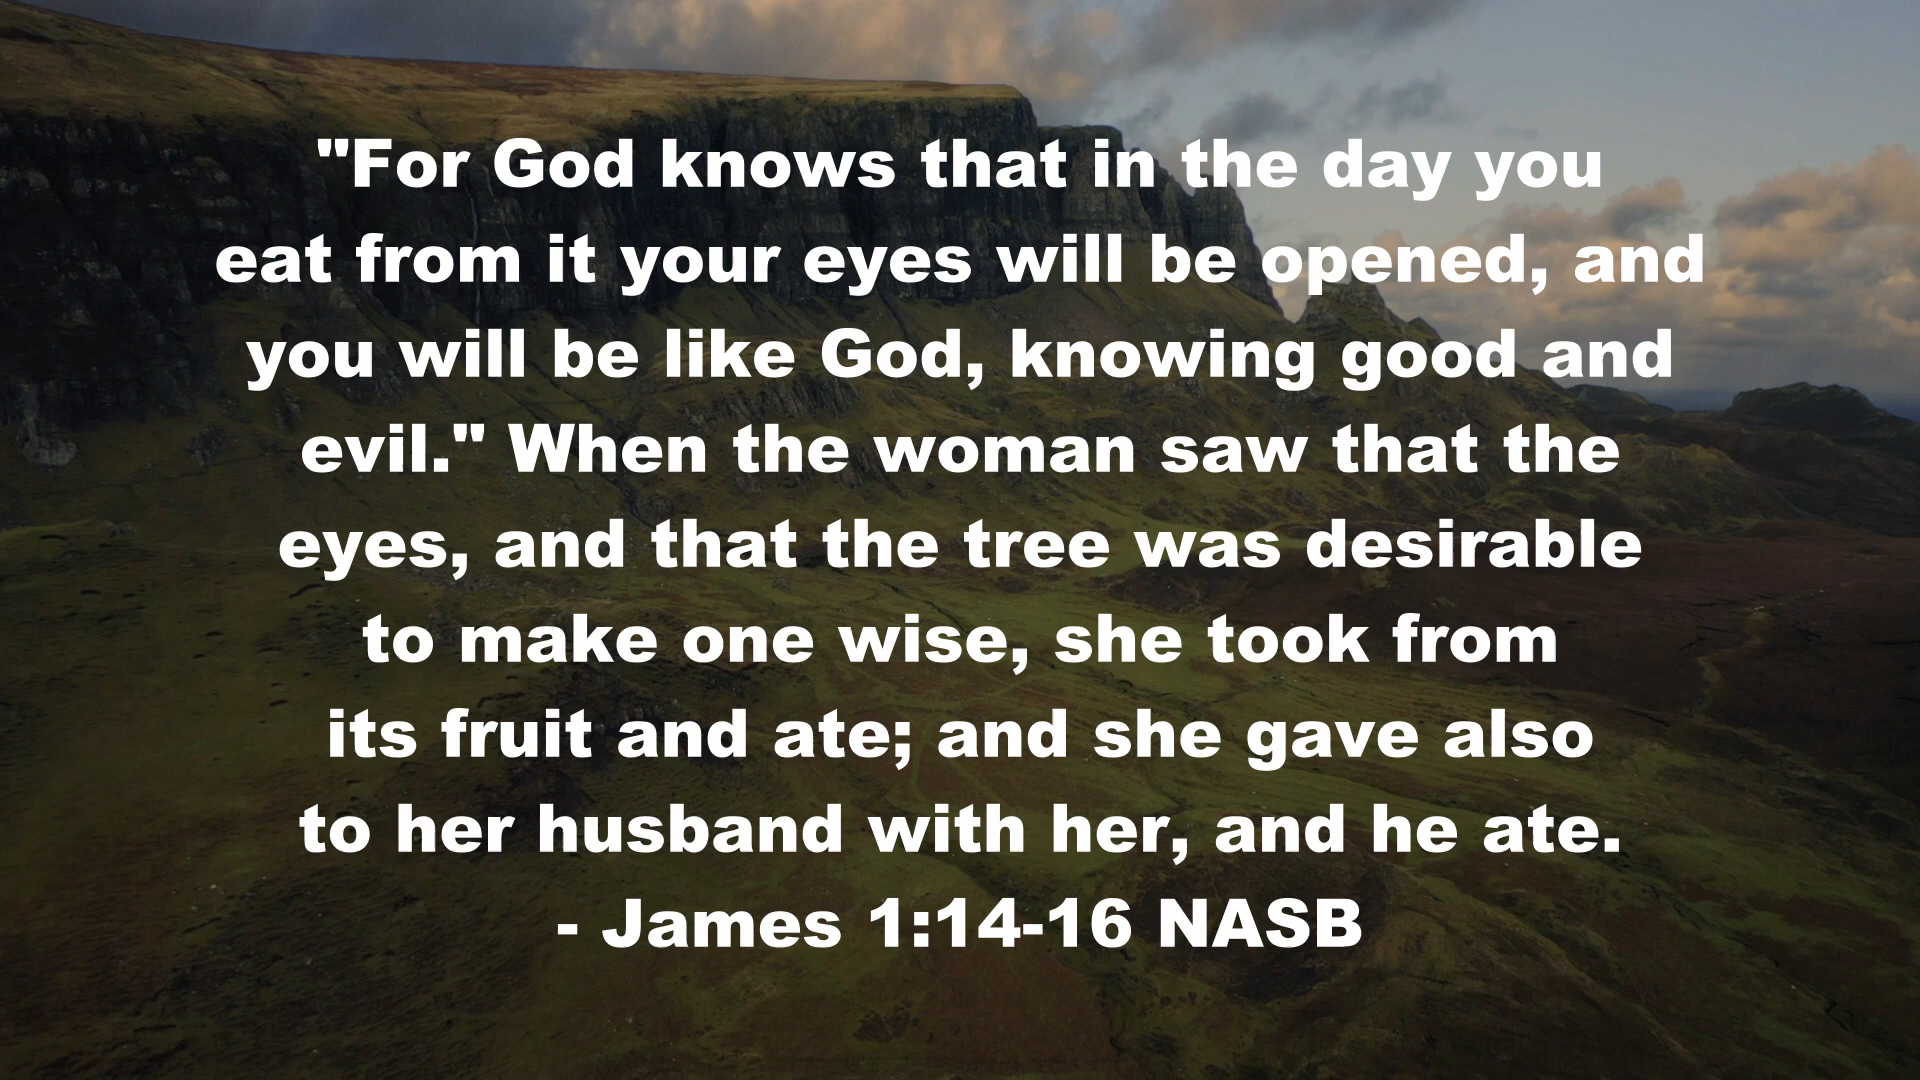 "For God knows that in the day you
eat from it your eyes will be opened, and
you will be like God, knowing good and
evil." When the woman saw that the
eyes, and that the tree was desirable
to make one wise, she took from
its fruit and ate; and she gave also
to her husband with her, and he ate.
- James 1:14-16 NASB